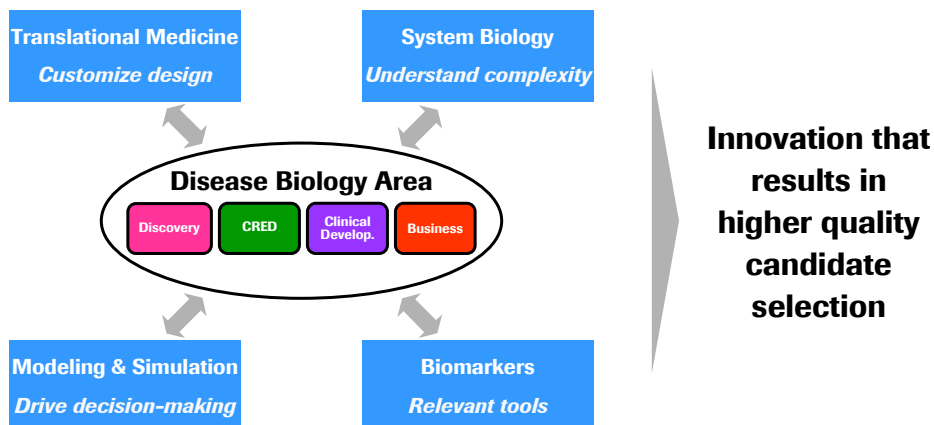 Translational Medicine
Customize design
System Biology
Understand complexity
Disease Biology Area
Discovery
CRED
Clinical
Develop.
Business
Modeling & Simulation
Drive decision-making
Biomarkers
Relevant tools
Innovation that
results in
higher quality
candidate
selection